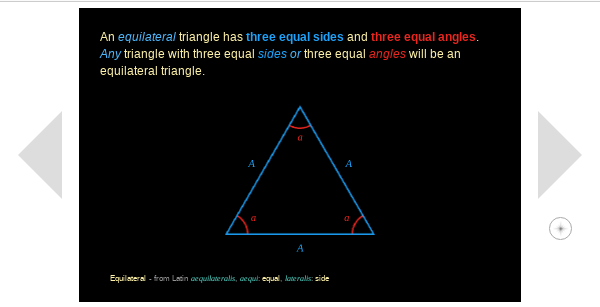 An equilateral triangle has three equal sides and three equal angles.
Any triangle with three equal sides or three equal angles will be an
equilateral triangle.
a
A
A
a
a
A
Equilateral - from Latin aequilateralis, aequi: equal, lateralis: side